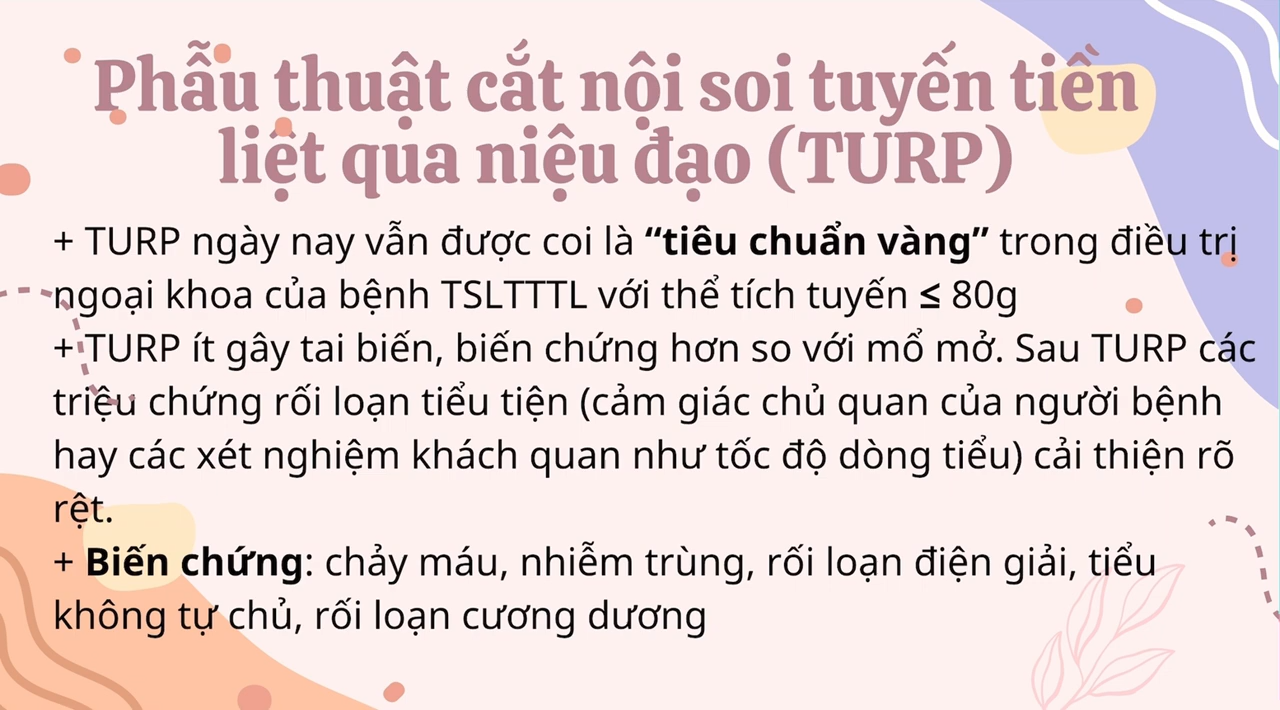 Phẫu thuật cắt nội soi tuyến tiền
liệt qua niệu đạo (TURP)
+ TURP ngày nay vẫn được coi là “tiêu chuẩn vàng” trong điều trị
ngoại khoa của bệnh TSLTTTL với thể tích tuyến ≤ 80g
+ TURP ít gây tai biến, biến chứng hơn so với mổ mở. Sau TURP các
triệu chứng rối loạn tiểu tiện (cảm giác chủ quan của người bệnh
hay các xét nghiệm khách quan như tốc độ dòng tiểu) cải thiện rõ
rệt.
+ Biến chứng: chảy máu, nhiễm trùng, rối loạn điện giải, tiểu
không tự chủ, rối loạn cương dương